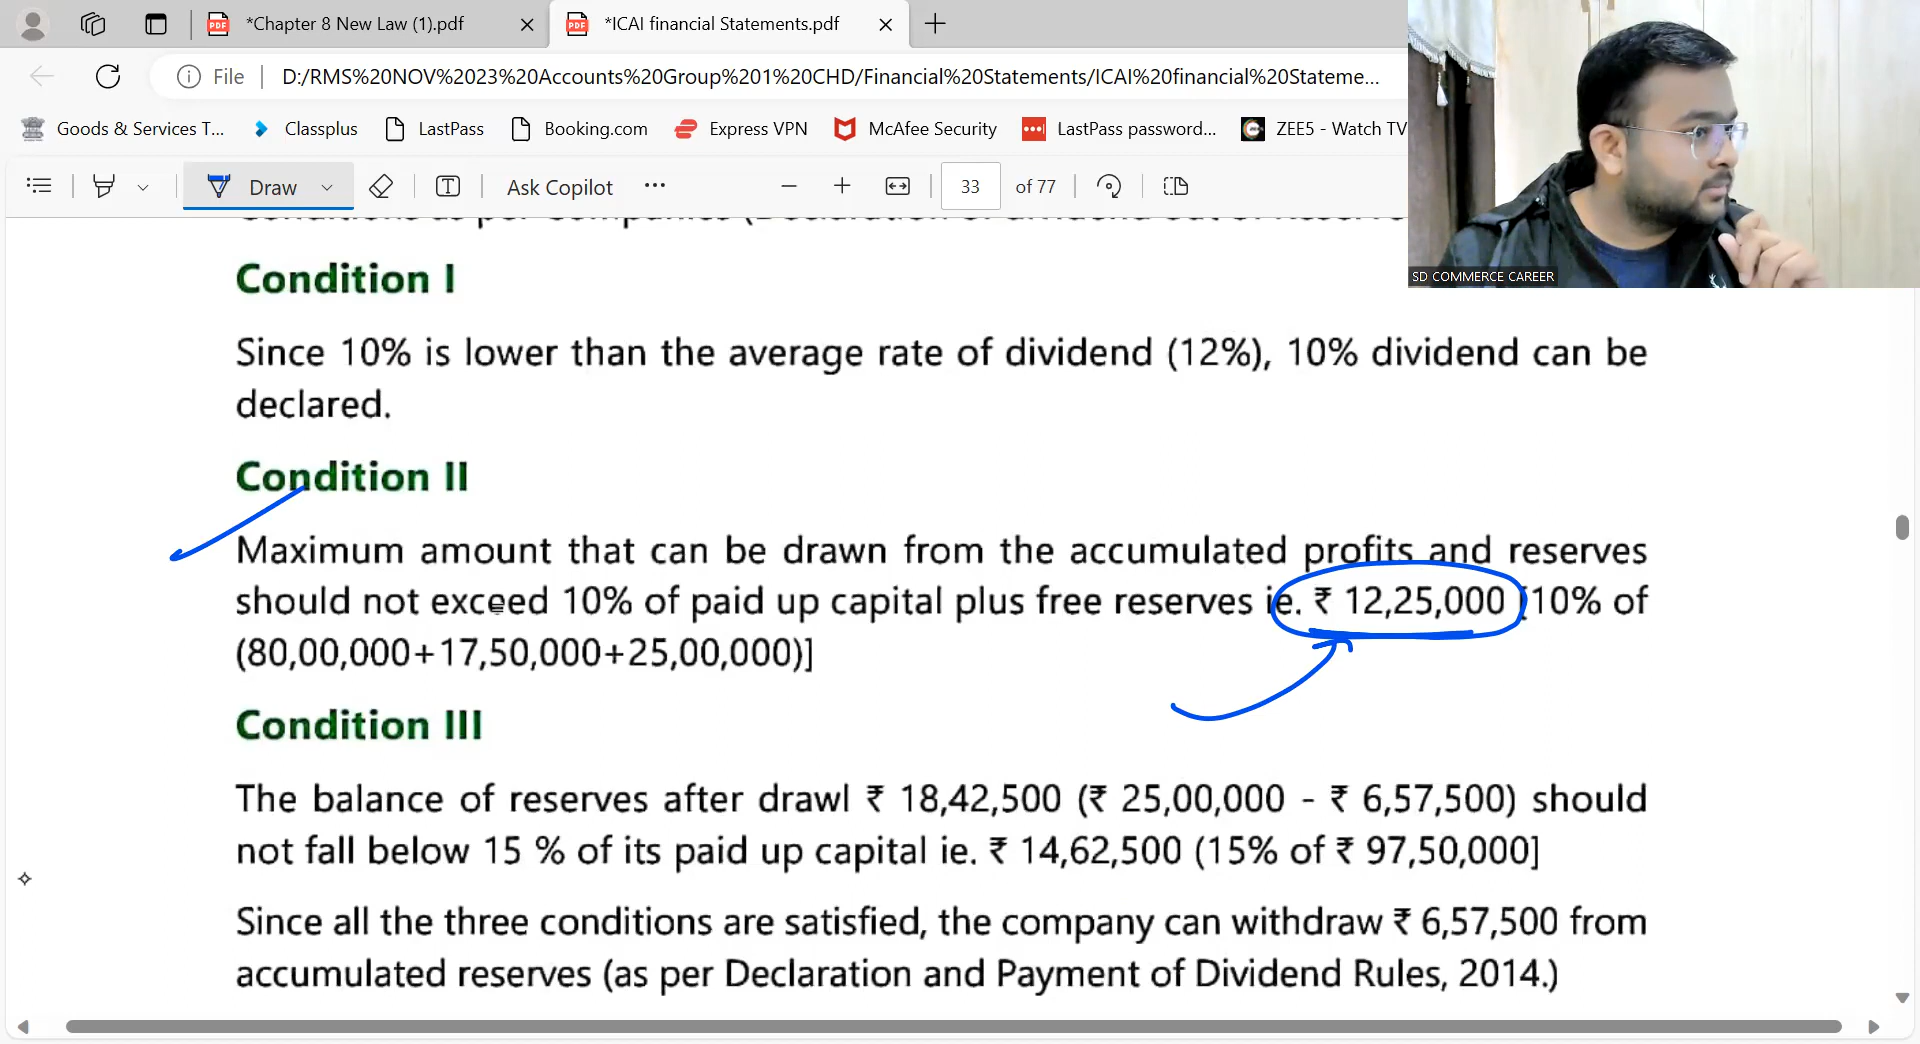 *Chapter 8 New Law (1).pdf
*ICAI financial Statements.pdf
File
D:/RMS%20NOV%2023%20Accounts%20Group%201%20CHD/Financial%20Statements/ICAI%20financial%20Stateme...
Goods & Services T...
Classplus
LastPass
Booking.com
Express VPN
McAfee Security
LastPass password...
ZEE5 - Watch TV
Draw
Ask Copilot
33
of 77
SD COMMERCE CAREER
Condition I
Since 10% is lower than the average rate of dividend (12%), 10% dividend can be
declared.
Condition II
Maximum amount that can be drawn from the accumulated profits and reserves
should not exceed 10% of paid up capital plus free reserves ie. ₹ 12,25,000 [10% of
(80,00,000+17,50,000+25,00,000)]
Condition III
The balance of reserves after drawl ₹ 18,42,500 (₹ 25,00,000 - ₹ 6,57,500) should
not fall below 15 % of its paid up capital ie. ₹ 14,62,500 (15% of ₹ 97,50,000]
Since all the three conditions are satisfied, the company can withdraw ₹ 6,57,500 from
accumulated reserves (as per Declaration and Payment of Dividend Rules, 2014.)